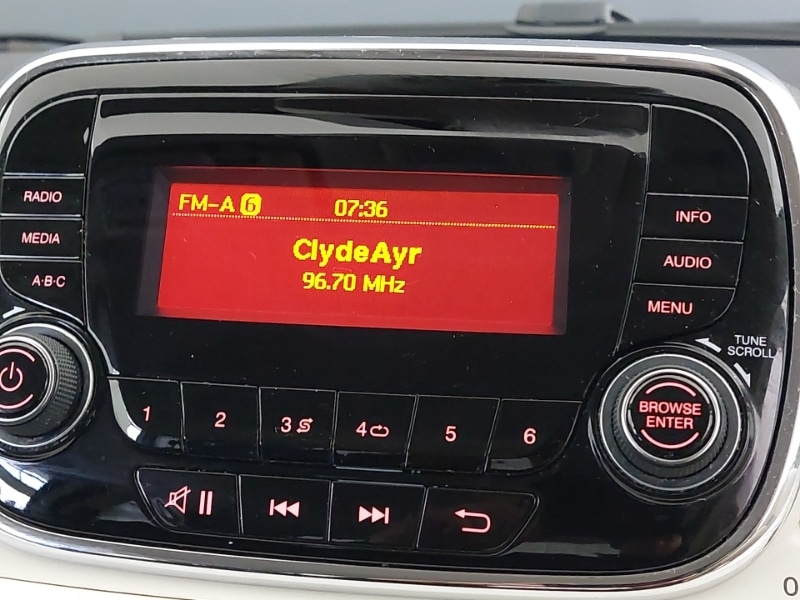 FM-A 6 07:36
ClydeAyr
96.70 MHz
RADIO
MEDIA
A·B·C
INFO
AUDIO
MENU
TUNE
SCROLL
BROWSE
ENTER
1 2 3 4 5 6
0